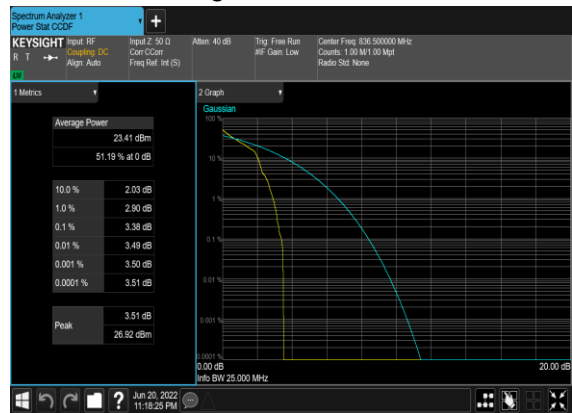 Spectrum Analyzer 1
Power Stat CCDF
KEYSIGHT
R T
Input: RF
Coupling: DC
Align: Auto
Input Z: 50 Ω
Corr CCorr
Freq Ref: Int (S)
Atten: 40 dB
Trig: Free Run
#IF Gain: Low
Center Freq: 836.500000 MHz
Counts: 1.00 M/1.00 Mpt
Radio Std: None
1 Metrics
Average Power
23.41 dBm
51.19 % at 0 dB
10.0 % 2.03 dB
1.0 % 2.90 dB
0.1 % 3.38 dB
0.01 % 3.49 dB
0.001 % 3.50 dB
0.0001 % 3.51 dB
Peak
3.51 dB
26.92 dBm
2 Graph
Gaussian
100 %
10 %
1 %
0.1 %
0.01 %
0.001 %
0.0001 %
0.00 dB 20.00 dB
Info BW 25.000 MHz
Jun 20, 2022
11:18:25 PM